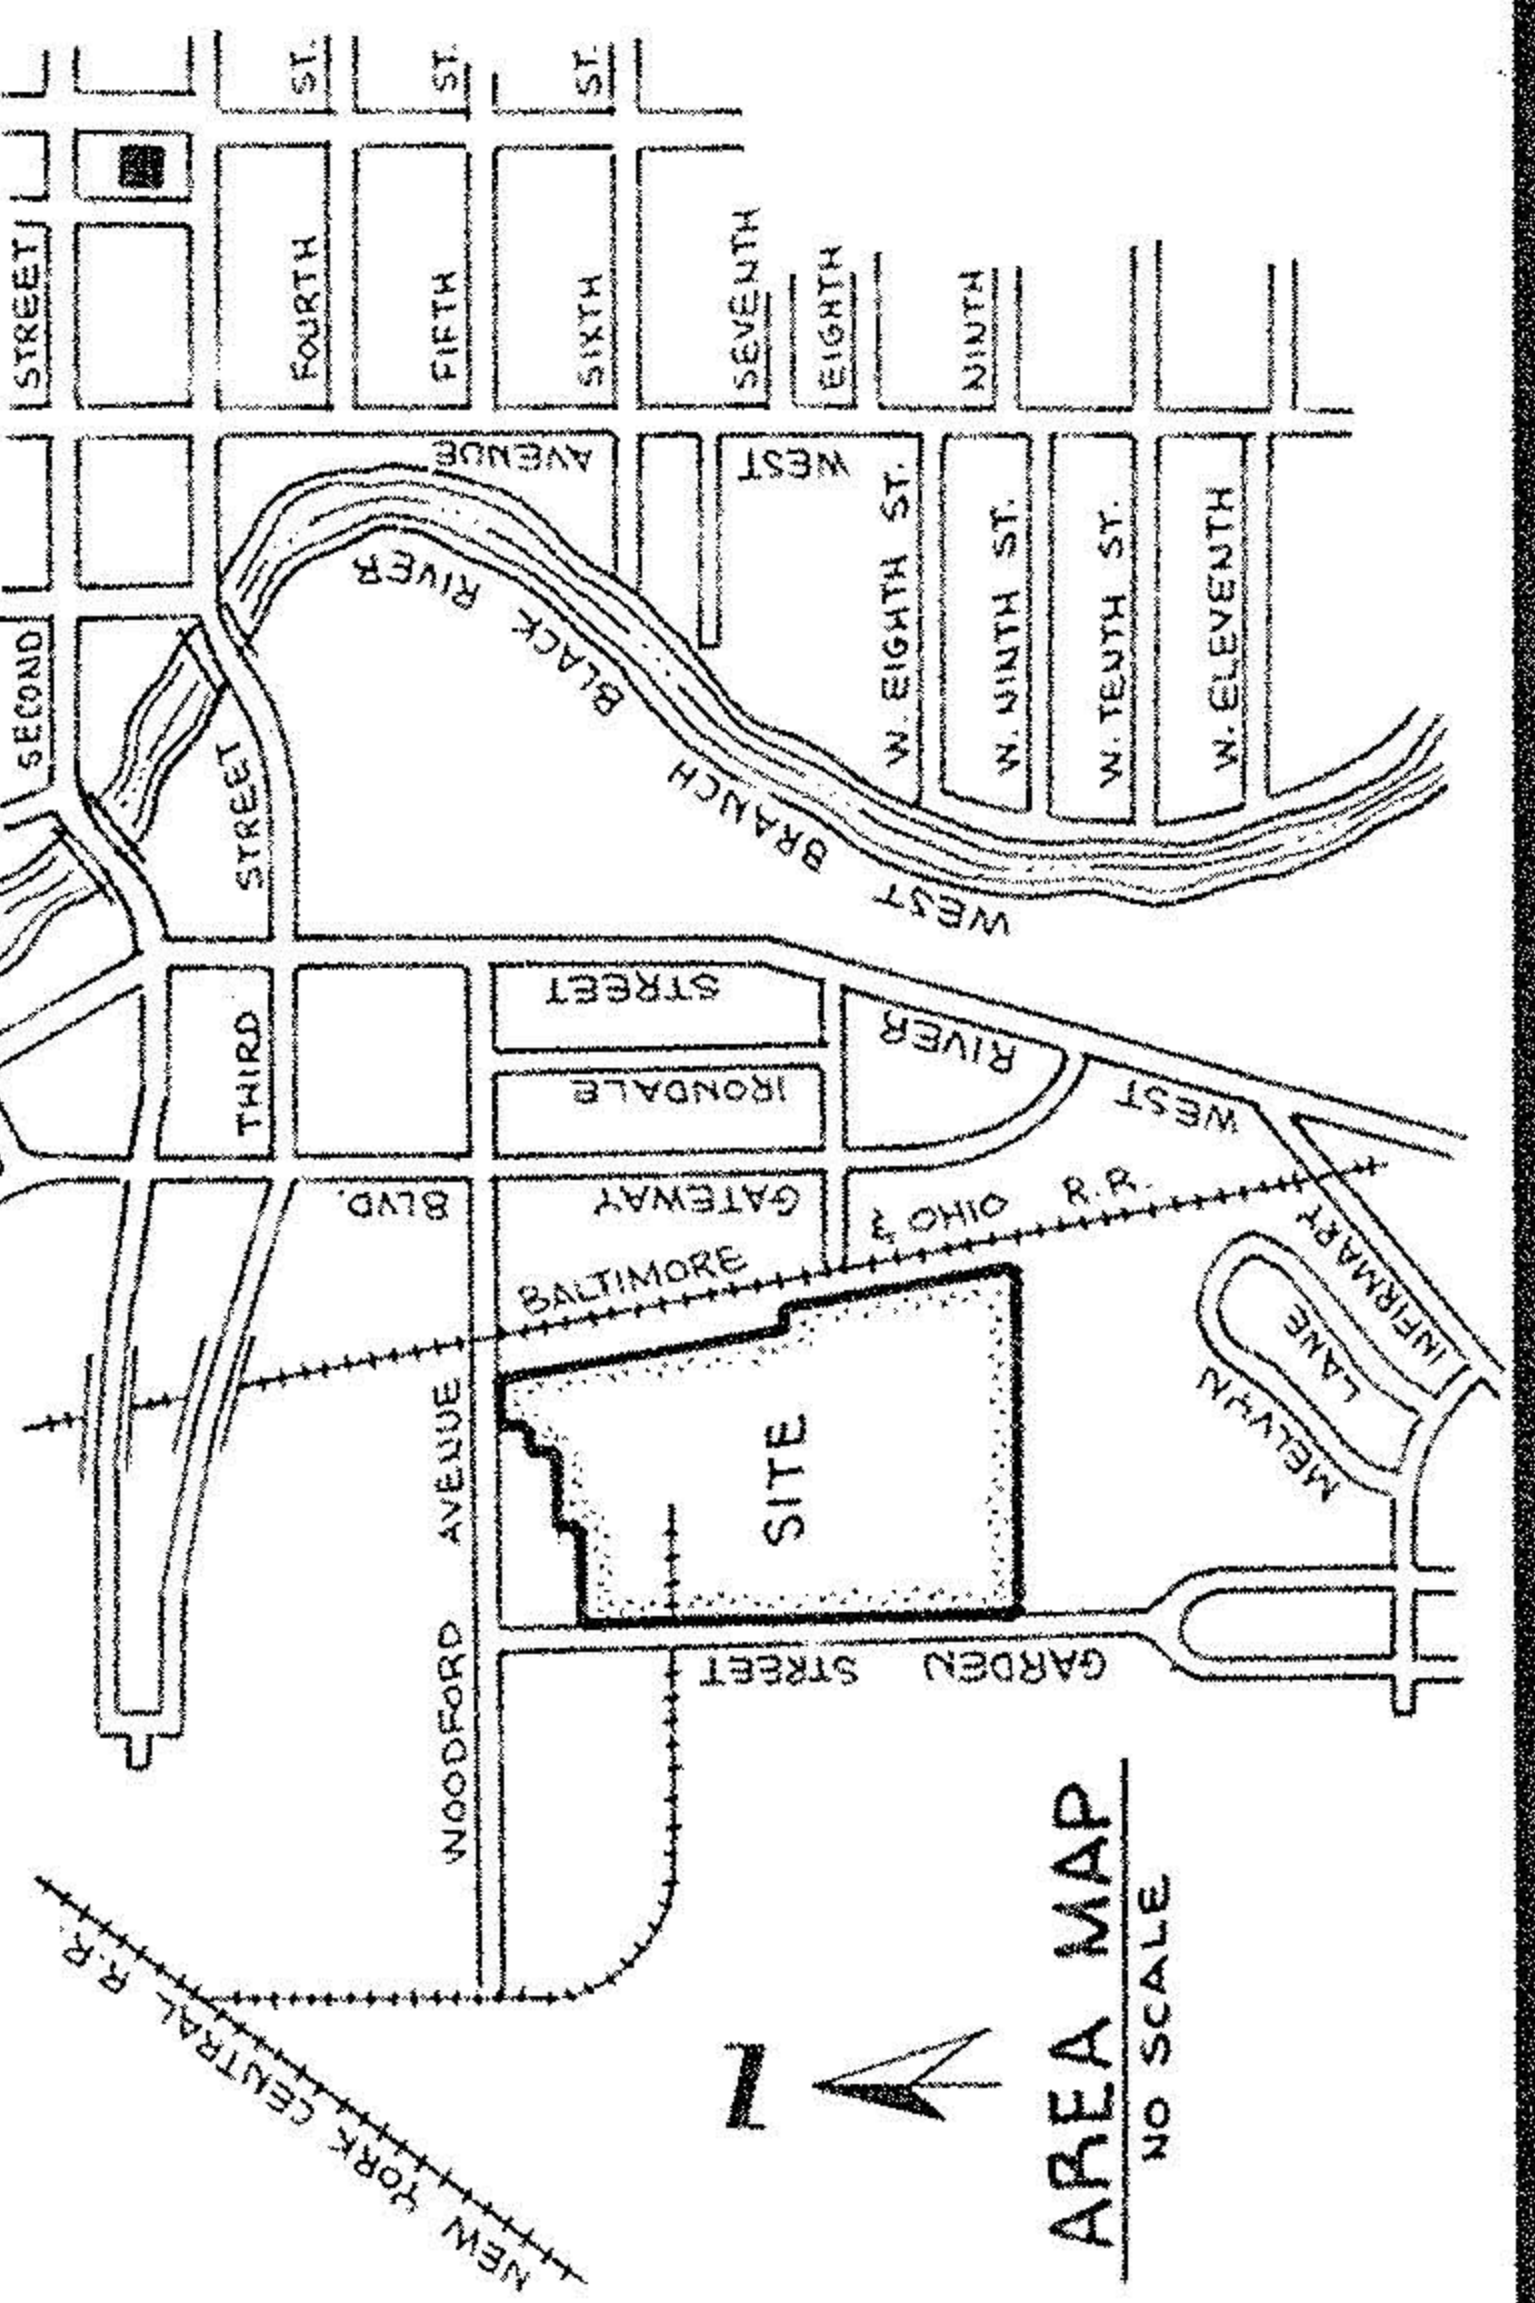 STREET
SECOND
ST.
ST.
ST.
FOURTH
FIFTH
SIXTH
SEVENTH
EIGHTH
NINTH
WEST AVENUE
W. EIGHTH ST.
W. NINTH ST.
W. TENTH ST.
W. ELEVENTH
WEST BRANCH BLACK RIVER
RIVER
THIRD STREET
WEST RIVER STREET
IRONDALE
GATEWAY BLVD.
BALTIMORE & OHIO R.R.
INFIRMARY
MELVYN
LANE
SITE
WOODFORD AVENUE
GARDEN STREET
NEW YORK CENTRAL R.R.
N
AREA MAP
NO SCALE